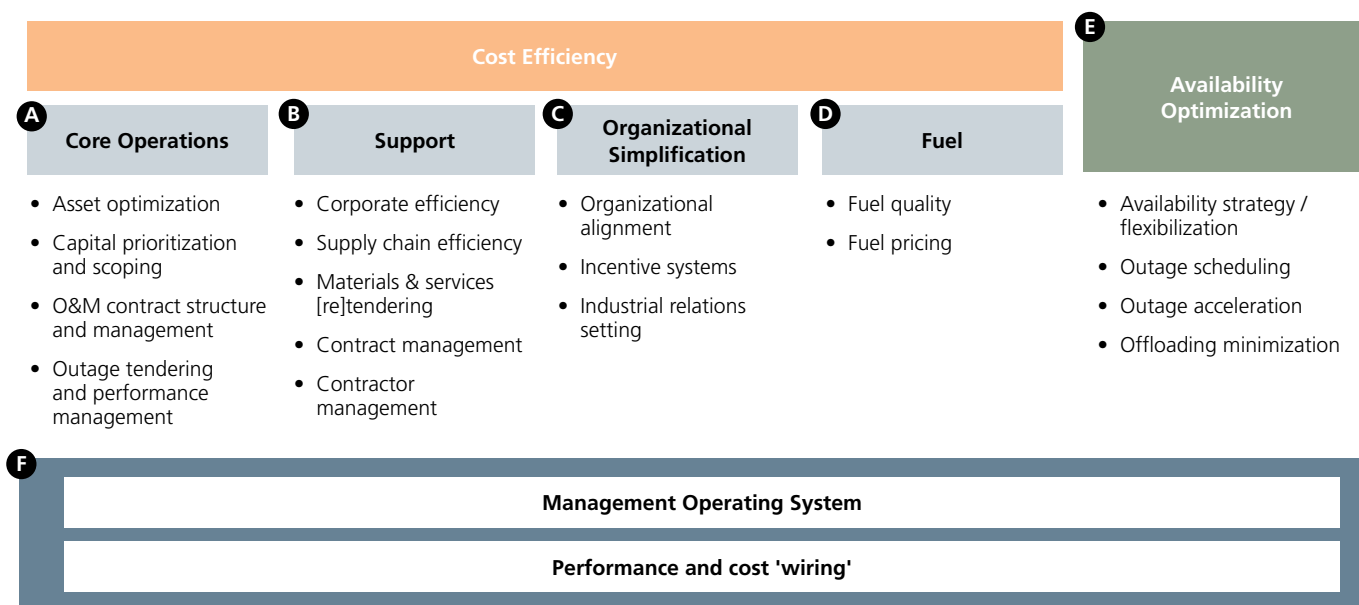 Cost Efficiency
E
Availability
Optimization
A
Core Operations
B
Support
C
Organizational
Simplification
D
Fuel
• Asset optimization
• Capital prioritization
and scoping
• O&M contract structure
and management
• Outage tendering
and performance
management
• Corporate efficiency
• Supply chain efficiency
• Materials & services
[re]tendering
• Contract management
• Contractor
management
• Organizational
alignment
• Incentive systems
• Industrial relations
setting
• Fuel quality
• Fuel pricing
• Availability strategy /
flexibilization
• Outage scheduling
• Outage acceleration
• Offloading minimization
F
Management Operating System
Performance and cost 'wiring'